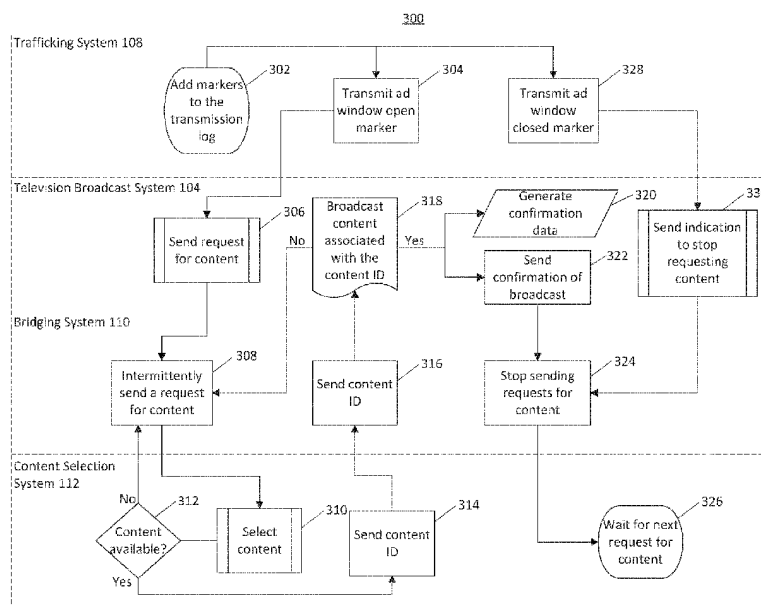 300
Trafficking System 108
302
Add markers
to the
transmission
log
304
Transmit ad
window open
marker
328
Transmit ad
window
closed marker
Television Broadcast System 104
306
Send request
for content
No
Broadcast
content
associated
with the
content ID
318
Yes
Generate
confirmation
data
320
Send
confirmation of
broadcast
322
33
Send indication
to stop
requesting
content
Bridging System 110
308
Intermittently
send a request
for content
316
Send content
ID
324
Stop sending
requests for
content
Content Selection
System 112
No
312
Content
available?
Yes
310
Select
content
314
Send content
ID
326
Wait for next
request for
content